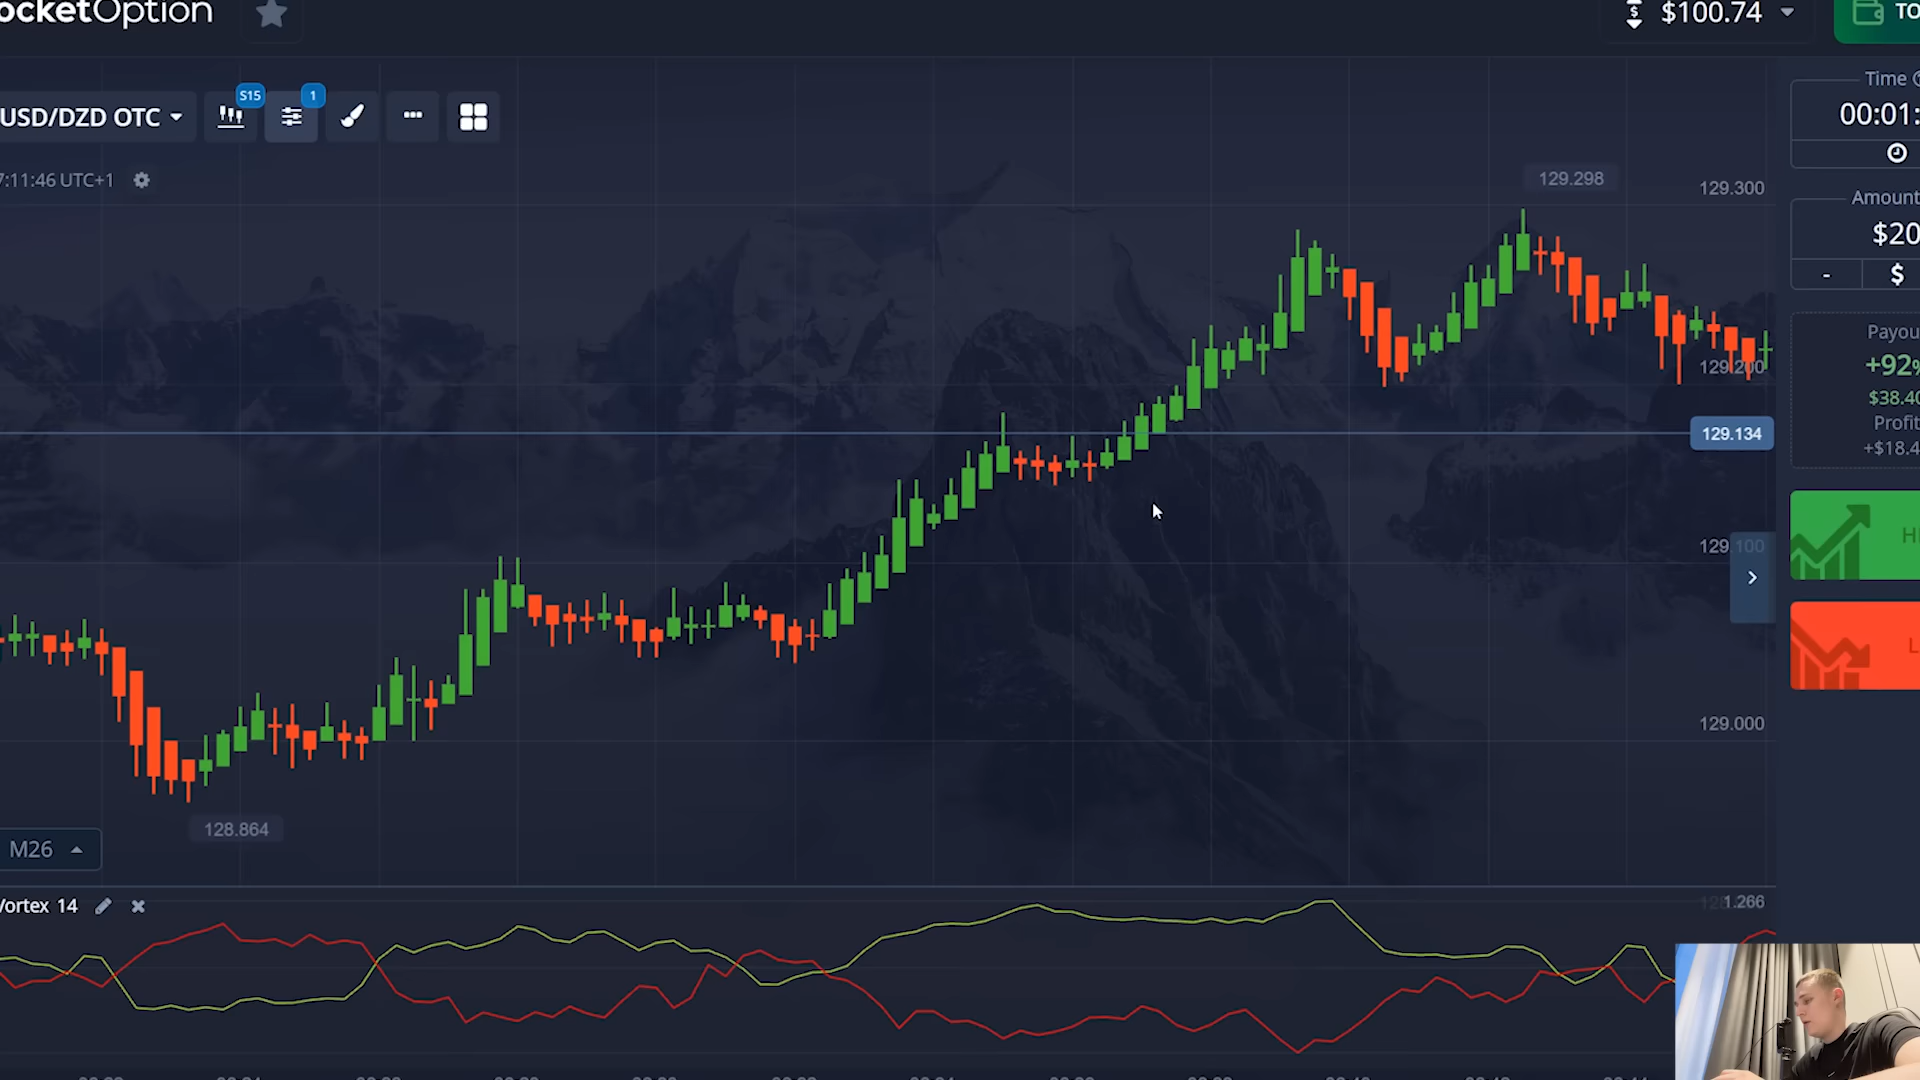 ocketOption
$100.74
TO
USD/DZD OTC
S15
1
7:11:46 UTC+1
Time
00:01:
Amount
$20
-
$
Payou
+92%
$38.40
Profit
+$18.4
129.298
129.300
129.200
129.134
129.100
129.000
128.864
M26
Vortex 14
1.266